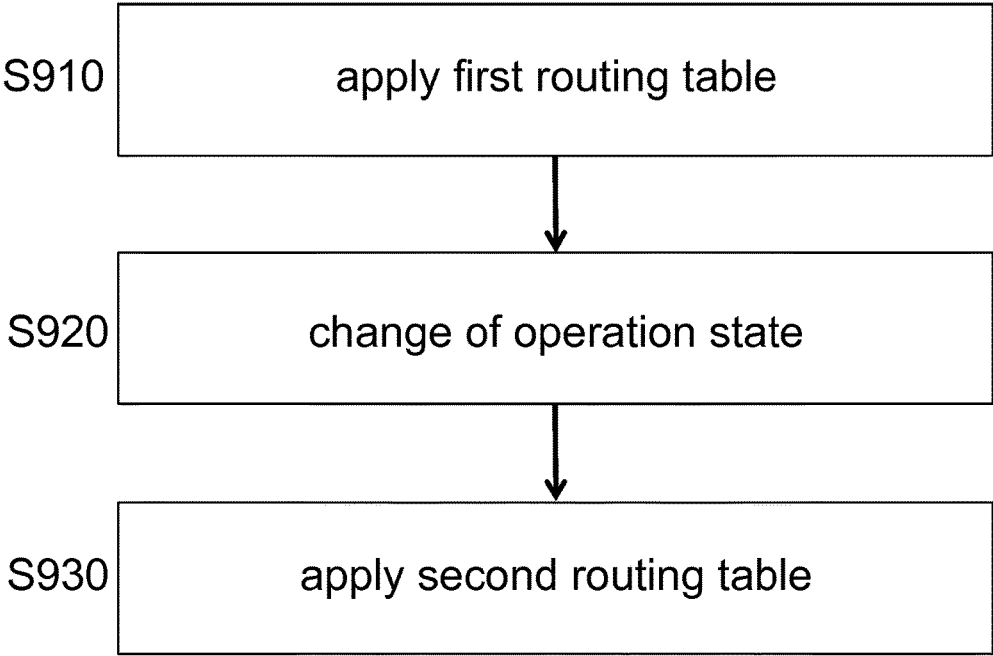 S910 apply first routing table
S920 change of operation state
S930 apply second routing table